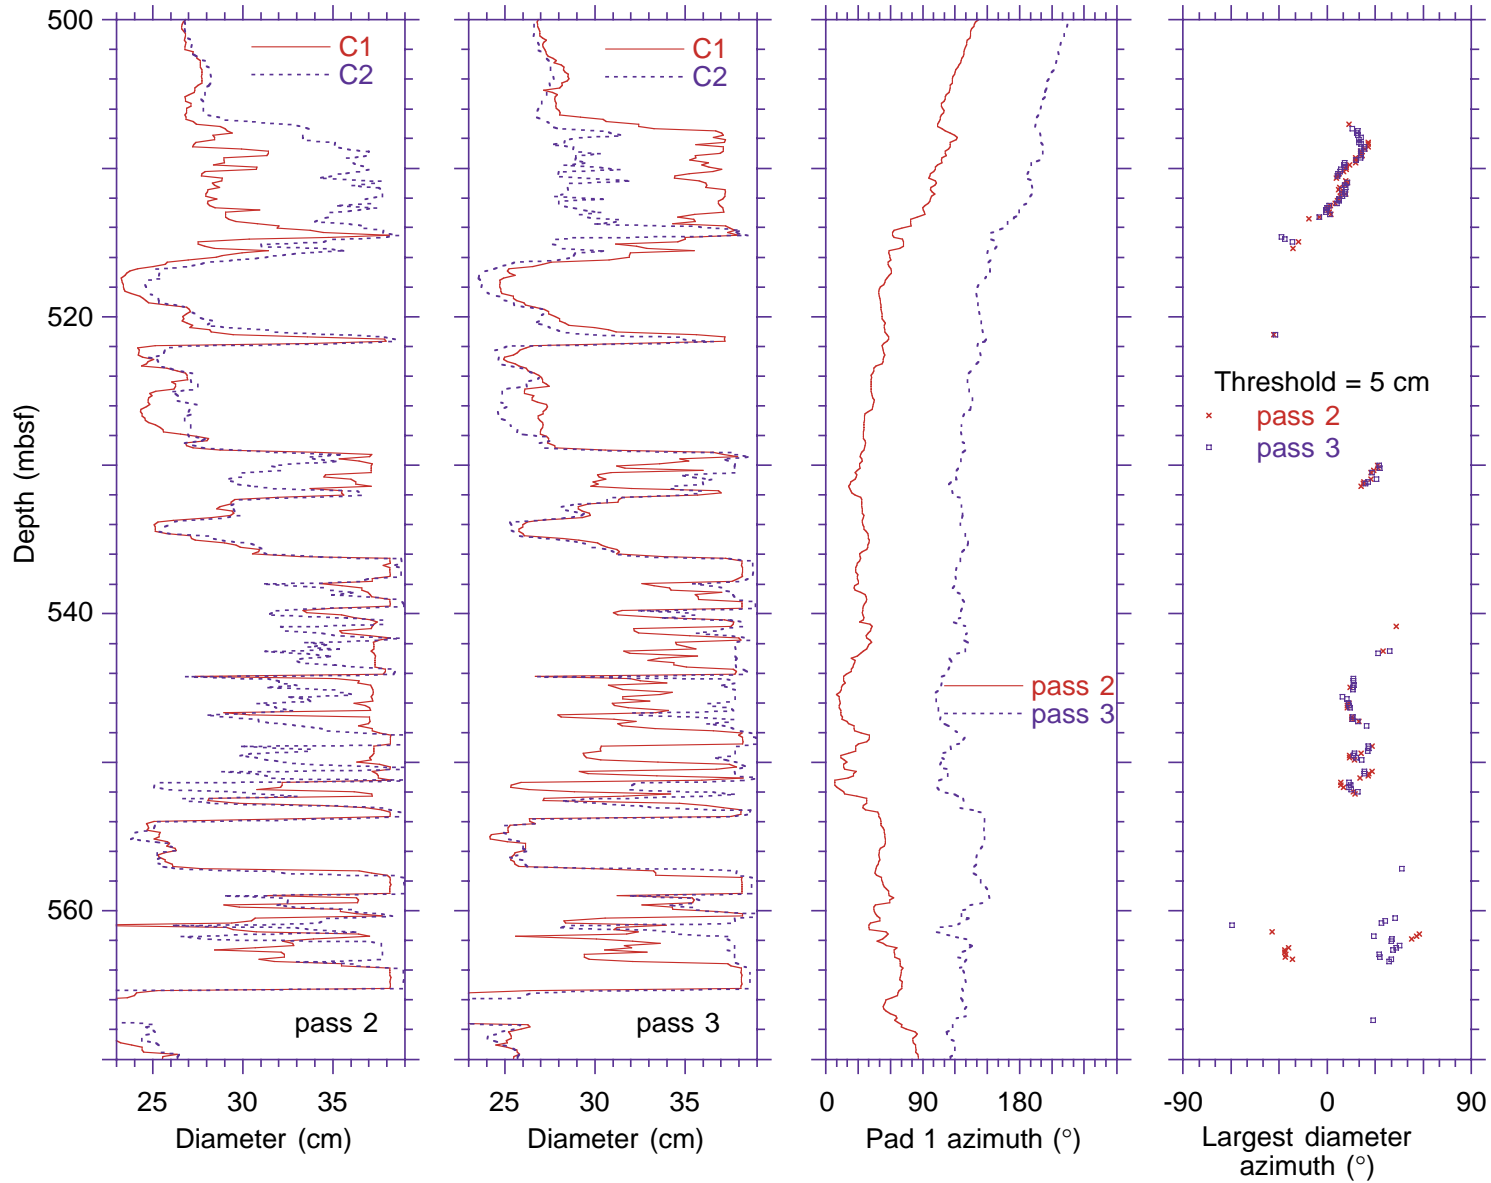 500
520
540
560
Depth (mbsf)
C1
C2
pass 2
25 30 35
Diameter (cm)
C1
C2
pass 3
25 30 35
Diameter (cm)
pass 2
pass 3
0 90 180
Pad 1 azimuth (°)
Threshold = 5 cm
pass 2
pass 3
-90 0 90
Largest diameter
azimuth (°)